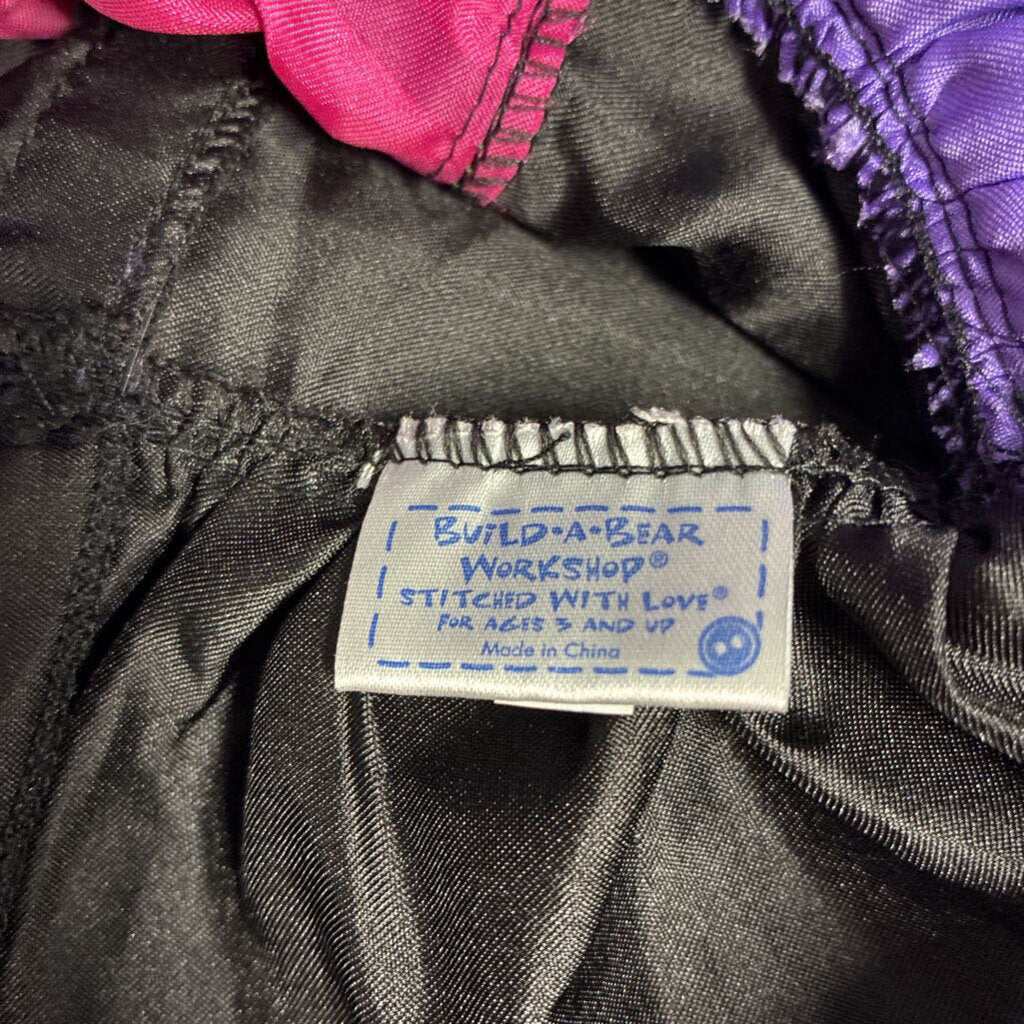 BUILD-A-BEAR
WORKSHOP®
STITCHED WITH LOVE®
FOR AGES 3 AND UP
Made in China